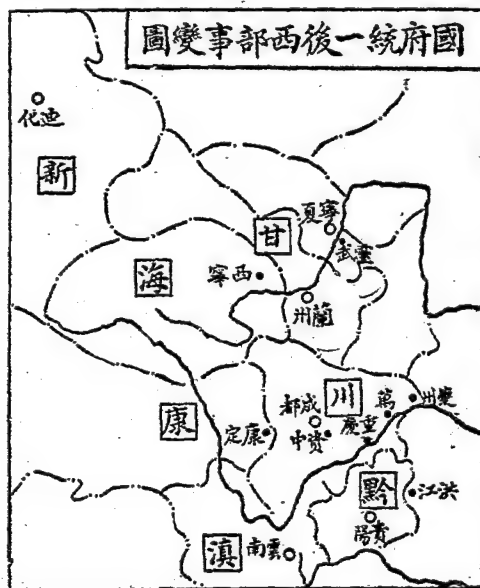 國府統一後西部事變圖
迪化
新
寧夏
甘
靈武
海
西寧
蘭州
川
夔州
萬
成都
康
康定
資中
重慶
黔
洪江
貴陽
滇
雲南